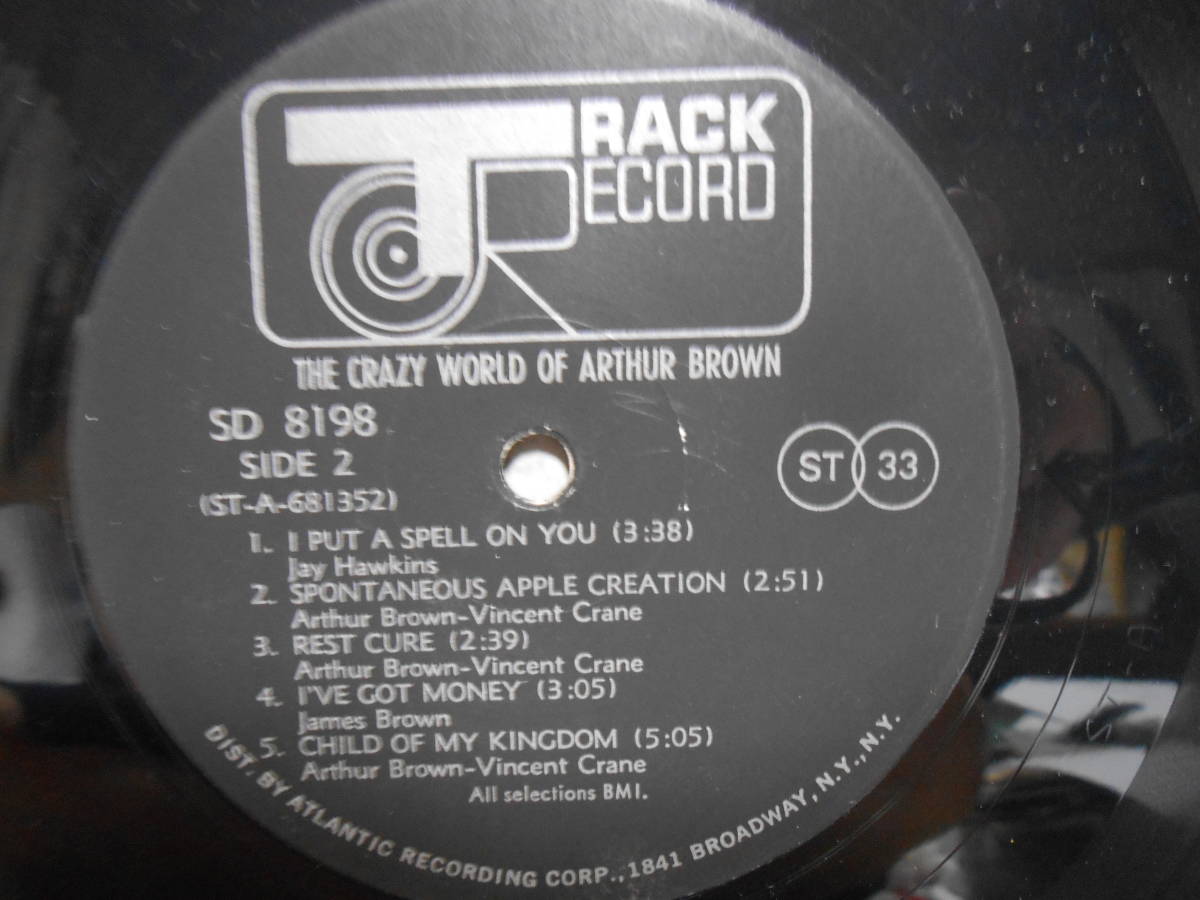 TRACK
RECORD
THE CRAZY WORLD OF ARTHUR BROWN
SD 8198
SIDE 2
(ST-A-681352)
ST 33
1. I PUT A SPELL ON YOU (3:38)
Jay Hawkins
2. SPONTANEOUS APPLE CREATION (2:51)
Arthur Brown-Vincent Crane
3. REST CURE (2:39)
Arthur Brown-Vincent Crane
4. I'VE GOT MONEY (3:05)
James Brown
5. CHILD OF MY KINGDOM (5:05)
Arthur Brown-Vincent Crane
All selections BMI.
DIST. BY ATLANTIC RECORDING CORP., 1841 BROADWAY, N.Y., N.Y.